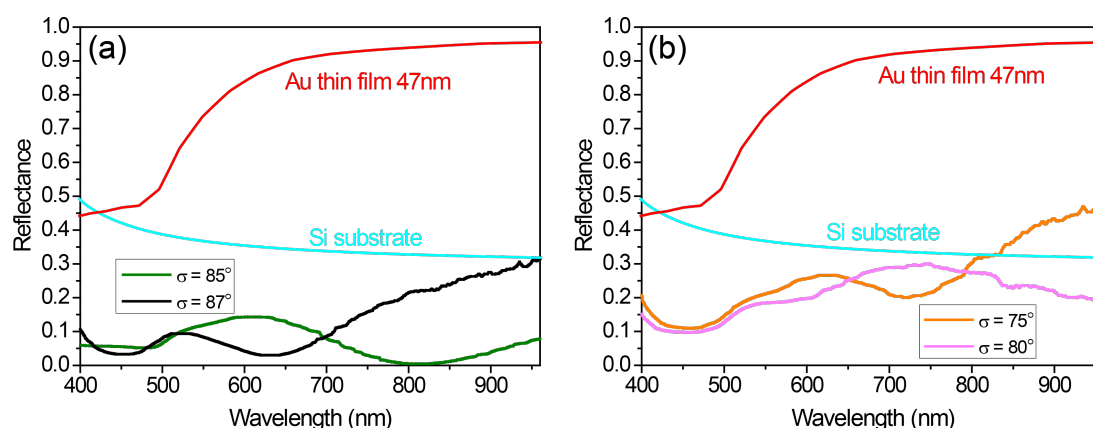 (a)
Reflectance
1.0
0.9
0.8
0.7
0.6
0.5
0.4
0.3
0.2
0.1
0.0
Au thin film 47nm
Si substrate
σ = 85°
σ = 87°
400 500 600 700 800 900
Wavelength (nm)
(b)
Reflectance
1.0
0.9
0.8
0.7
0.6
0.5
0.4
0.3
0.2
0.1
0.0
Au thin film 47nm
Si substrate
σ = 75°
σ = 80°
400 500 600 700 800 900
Wavelength (nm)